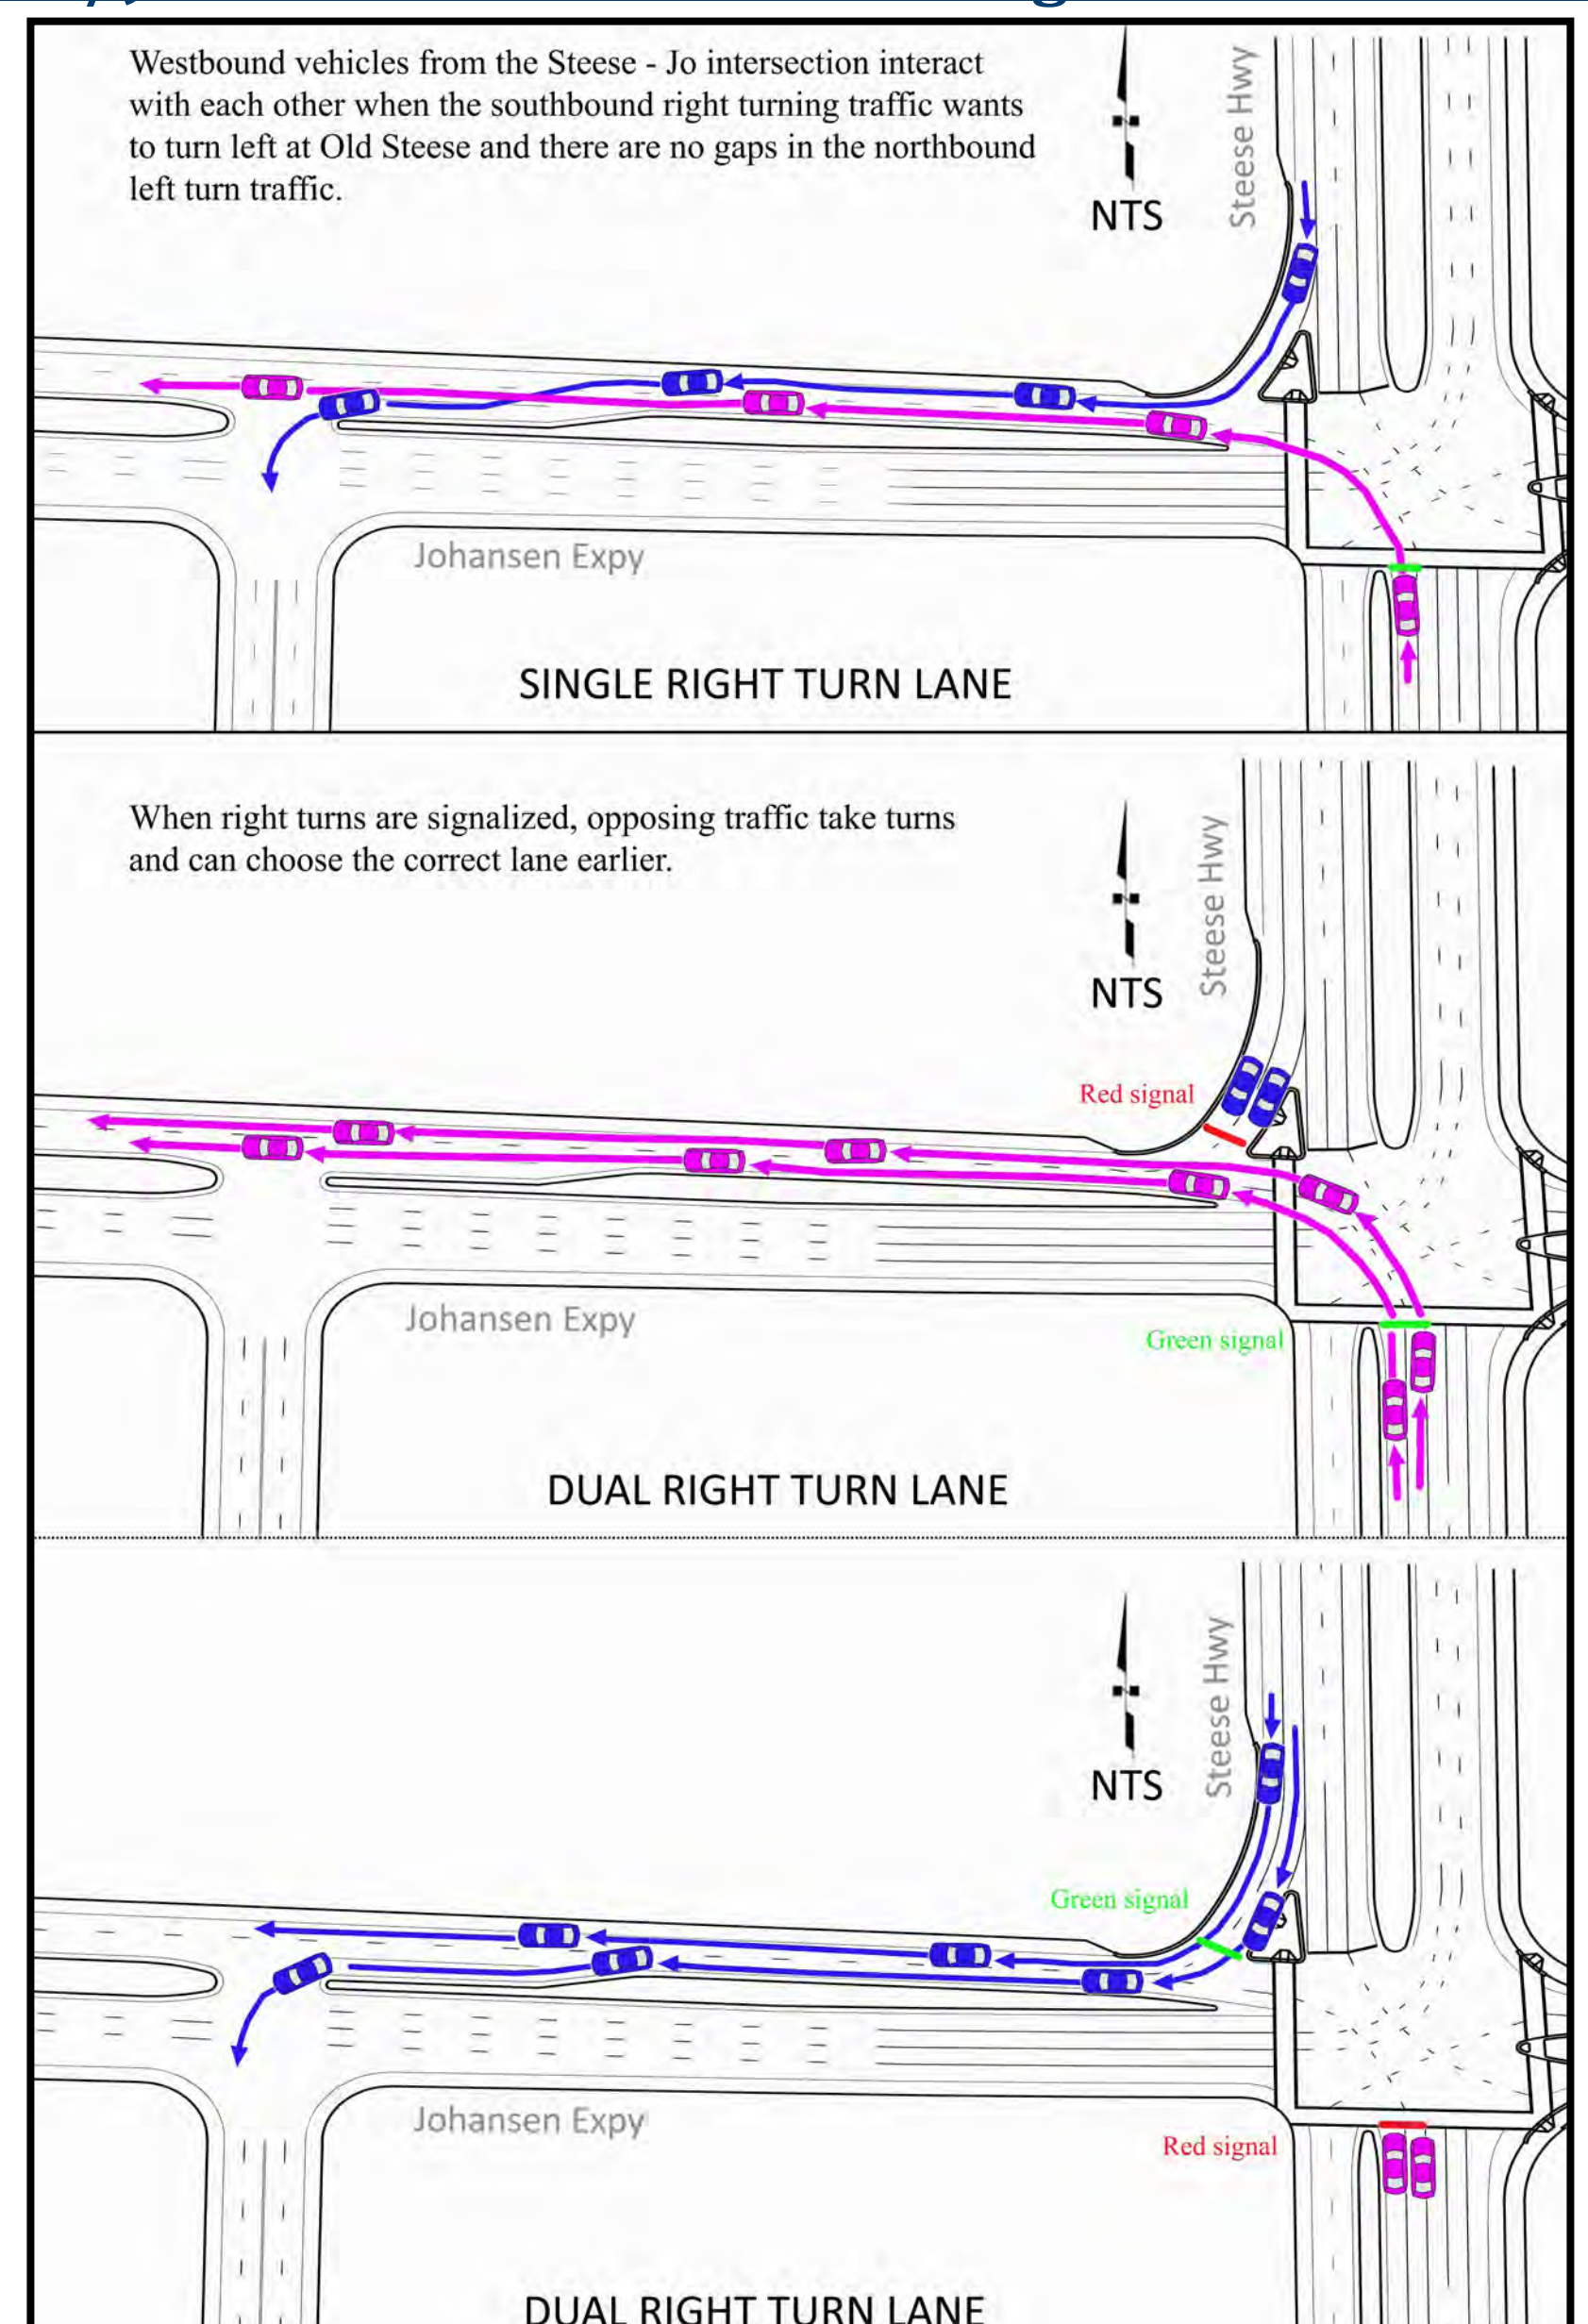 Westbound vehicles from the Steese - Jo intersection interact
with each other when the southbound right turning traffic wants
to turn left at Old Steese and there are no gaps in the northbound
left turn traffic.
NTS
Steese Hwy
Johansen Expy
SINGLE RIGHT TURN LANE
When right turns are signalized, opposing traffic take turns
and can choose the correct lane earlier.
NTS
Steese Hwy
Red signal
Johansen Expy
Green signal
DUAL RIGHT TURN LANE
NTS
Steese Hwy
Green signal
Johansen Expy
Red signal
DUAL RIGHT TURN LANE